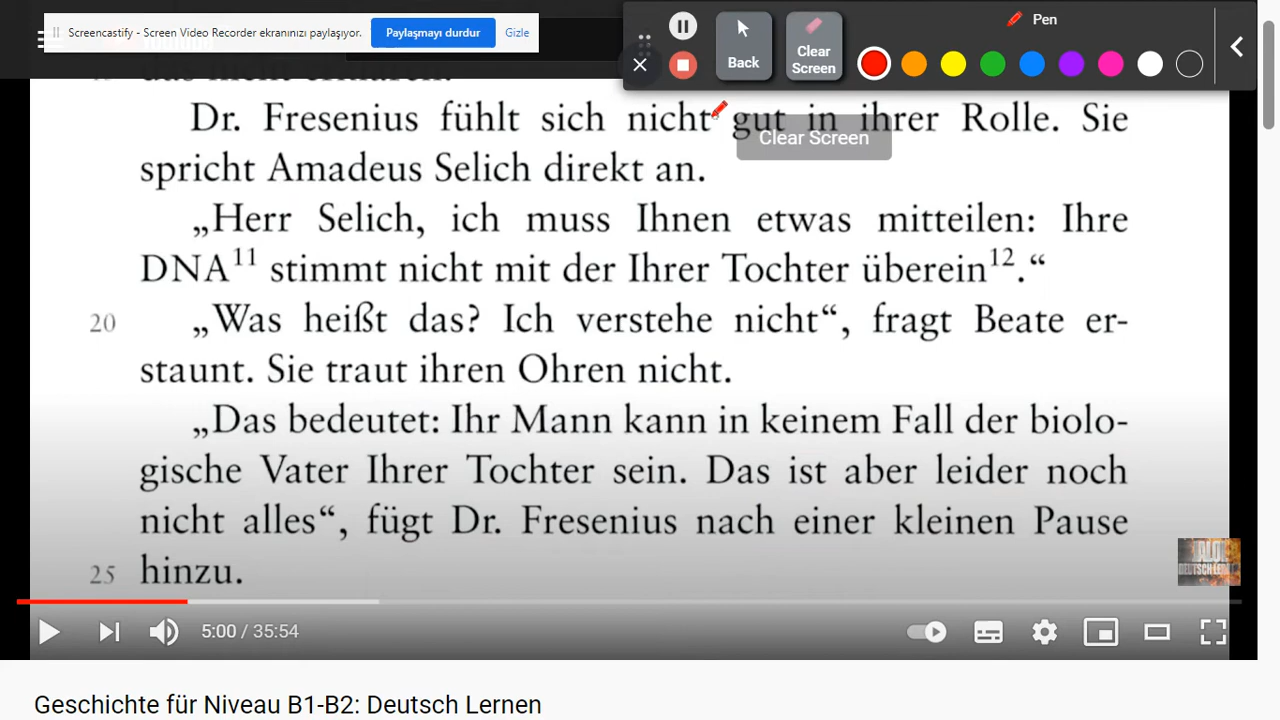 Screencastify - Screen Video Recorder ekranınızı paylaşıyor.
Paylaşmayı durdur
Gizle
Back
Clear
Screen
Pen
Clear Screen
Dr. Fresenius fühlt sich nicht gut in ihrer Rolle. Sie
spricht Amadeus Selich direkt an.
„Herr Selich, ich muss Ihnen etwas mitteilen: Ihre
DNA¹¹ stimmt nicht mit der Ihrer Tochter überein¹².“
20 „Was heißt das? Ich verstehe nicht“, fragt Beate er-
staunt. Sie traut ihren Ohren nicht.
„Das bedeutet: Ihr Mann kann in keinem Fall der biolo-
gische Vater Ihrer Tochter sein. Das ist aber leider noch
nicht alles“, fügt Dr. Fresenius nach einer kleinen Pause
25 hinzu.
5:00 / 35:54
Geschichte für Niveau B1-B2: Deutsch Lernen